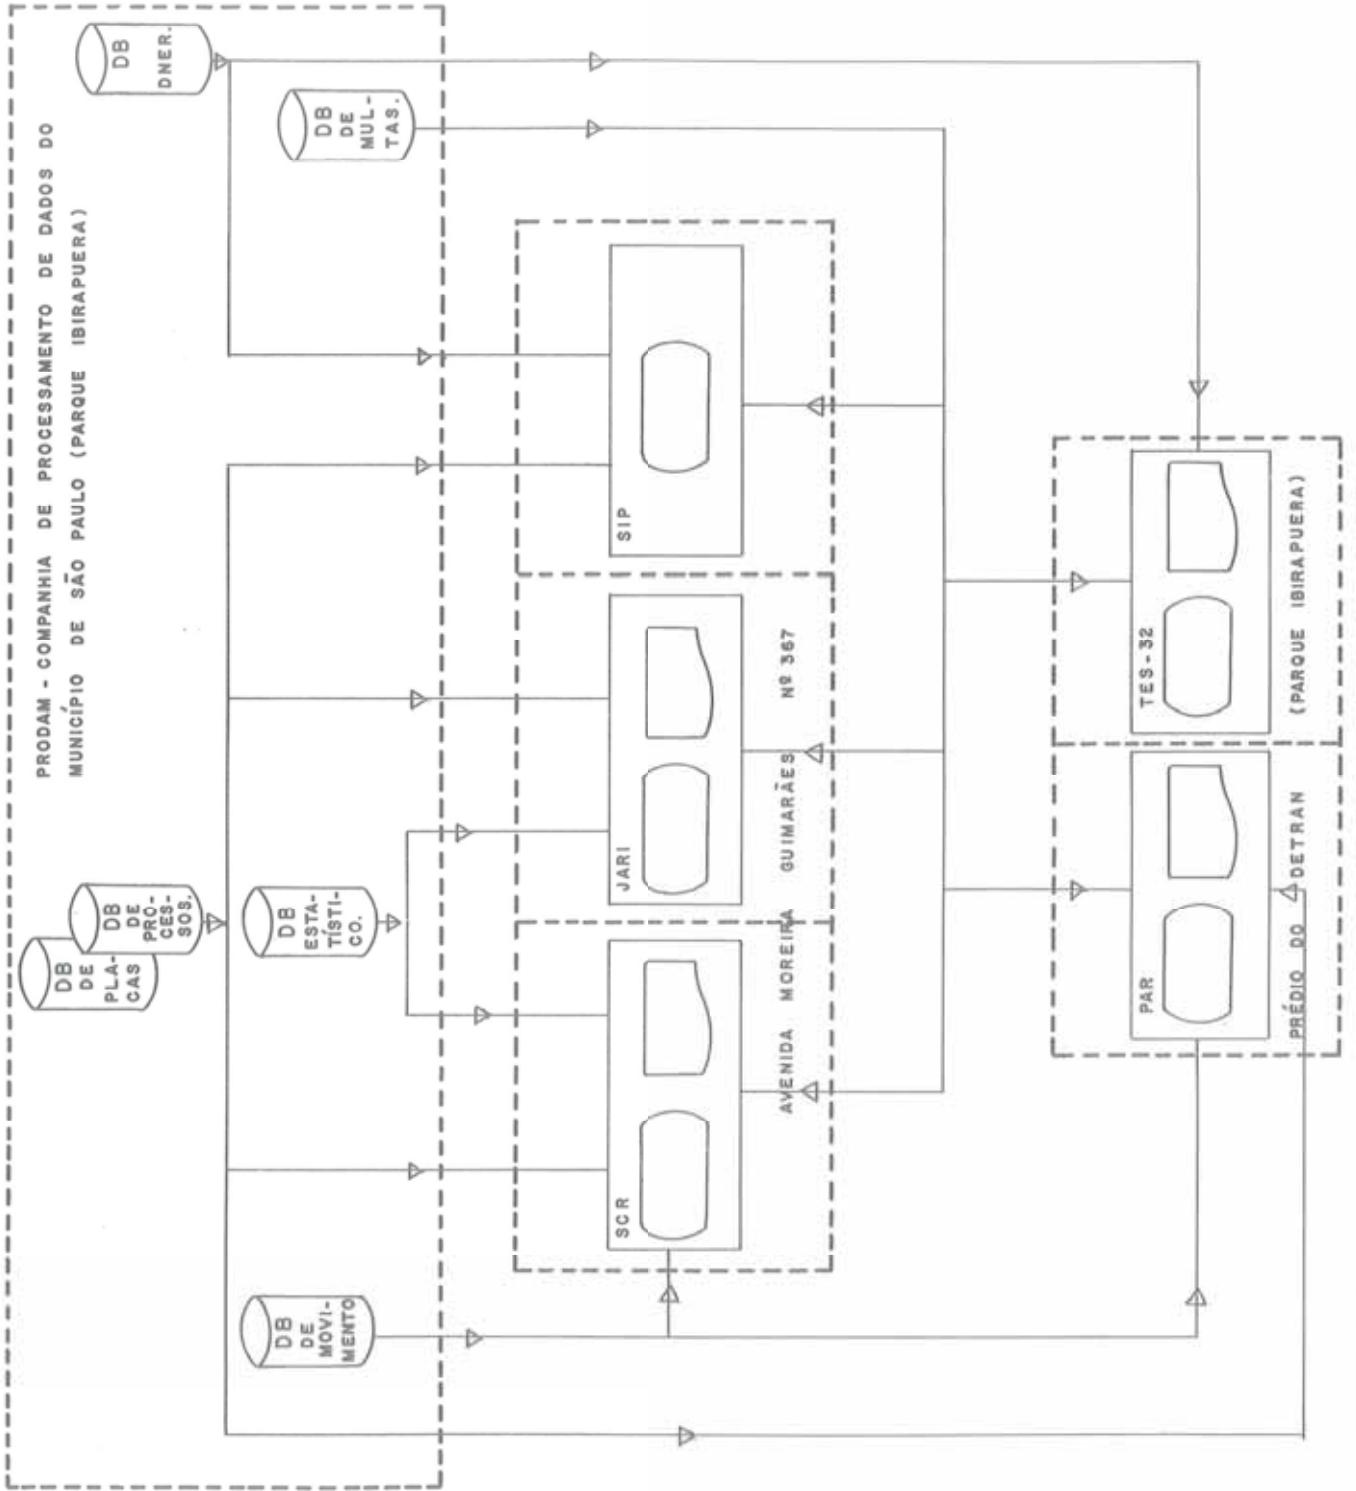 PRODAM - COMPANHIA DE PROCESSAMENTO DE DADOS DO
MUNICÍPIO DE SÃO PAULO (PARQUE IBIRAPUERA)
DB
DE
PLA-
CAS
DB
DE
PRO-
CES-
SOS.
DB
DNER.
DB
DE
MOVI-
MENTO
DB
ESTA-
TÍSTI-
CO.
DB
DE
MUL-
TAS.
SCR
JARI
SIP
AVENIDA MOREIRA GUIMARÃES Nº 367
PAR
TES-32
PRÉDIO DO DETRAN
(PARQUE IBIRAPUERA)